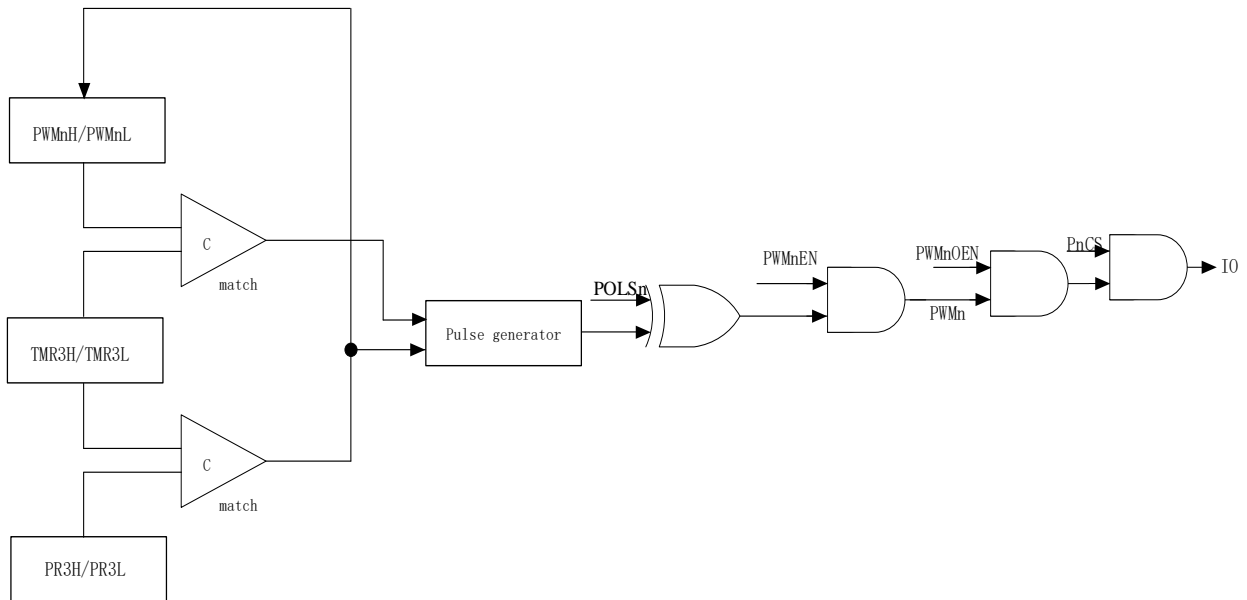 PWMnH/PWMnL
C
match
TMR3H/TMR3L
C
match
PR3H/PR3L
Pulse generator
POLSn
PWMnEN
PWMn
PWMnOEN
PnCS
IO